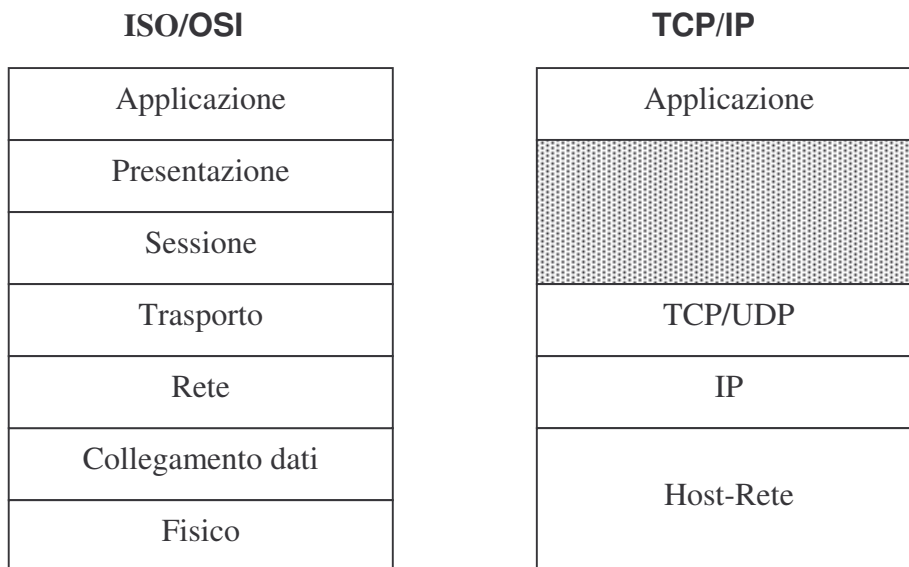 ISO/OSI
Applicazione
Presentazione
Sessione
Trasporto
Rete
Collegamento dati
Fisico
TCP/IP
Applicazione
TCP/UDP
IP
Host-Rete